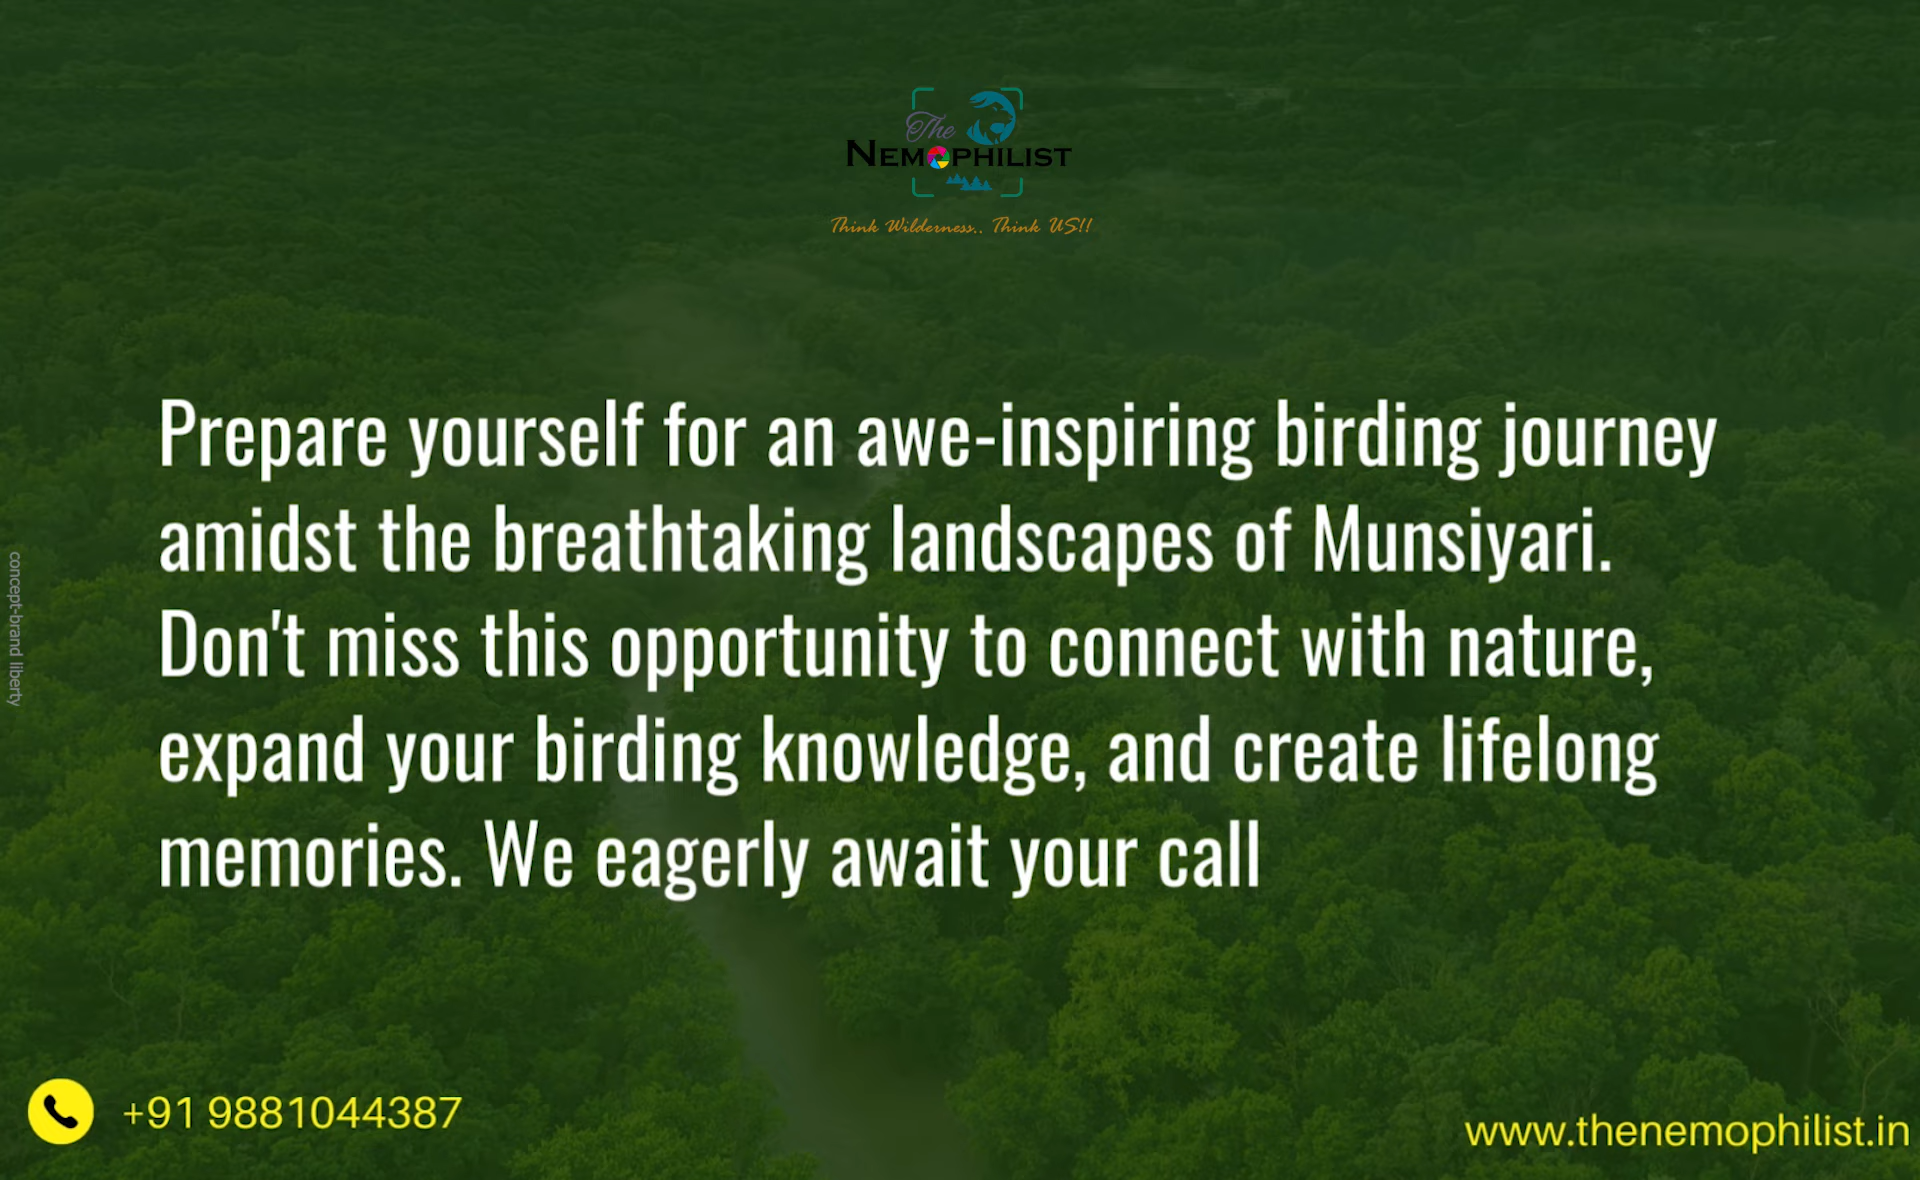 The
NEMOPHILIST
Think Wilderness.. Think US!!
Prepare yourself for an awe-inspiring birding journey
amidst the breathtaking landscapes of Munsiyari.
Don't miss this opportunity to connect with nature,
expand your birding knowledge, and create lifelong
memories. We eagerly await your call
concept-brand liberty
+91 9881044387
www.thenemophilist.in